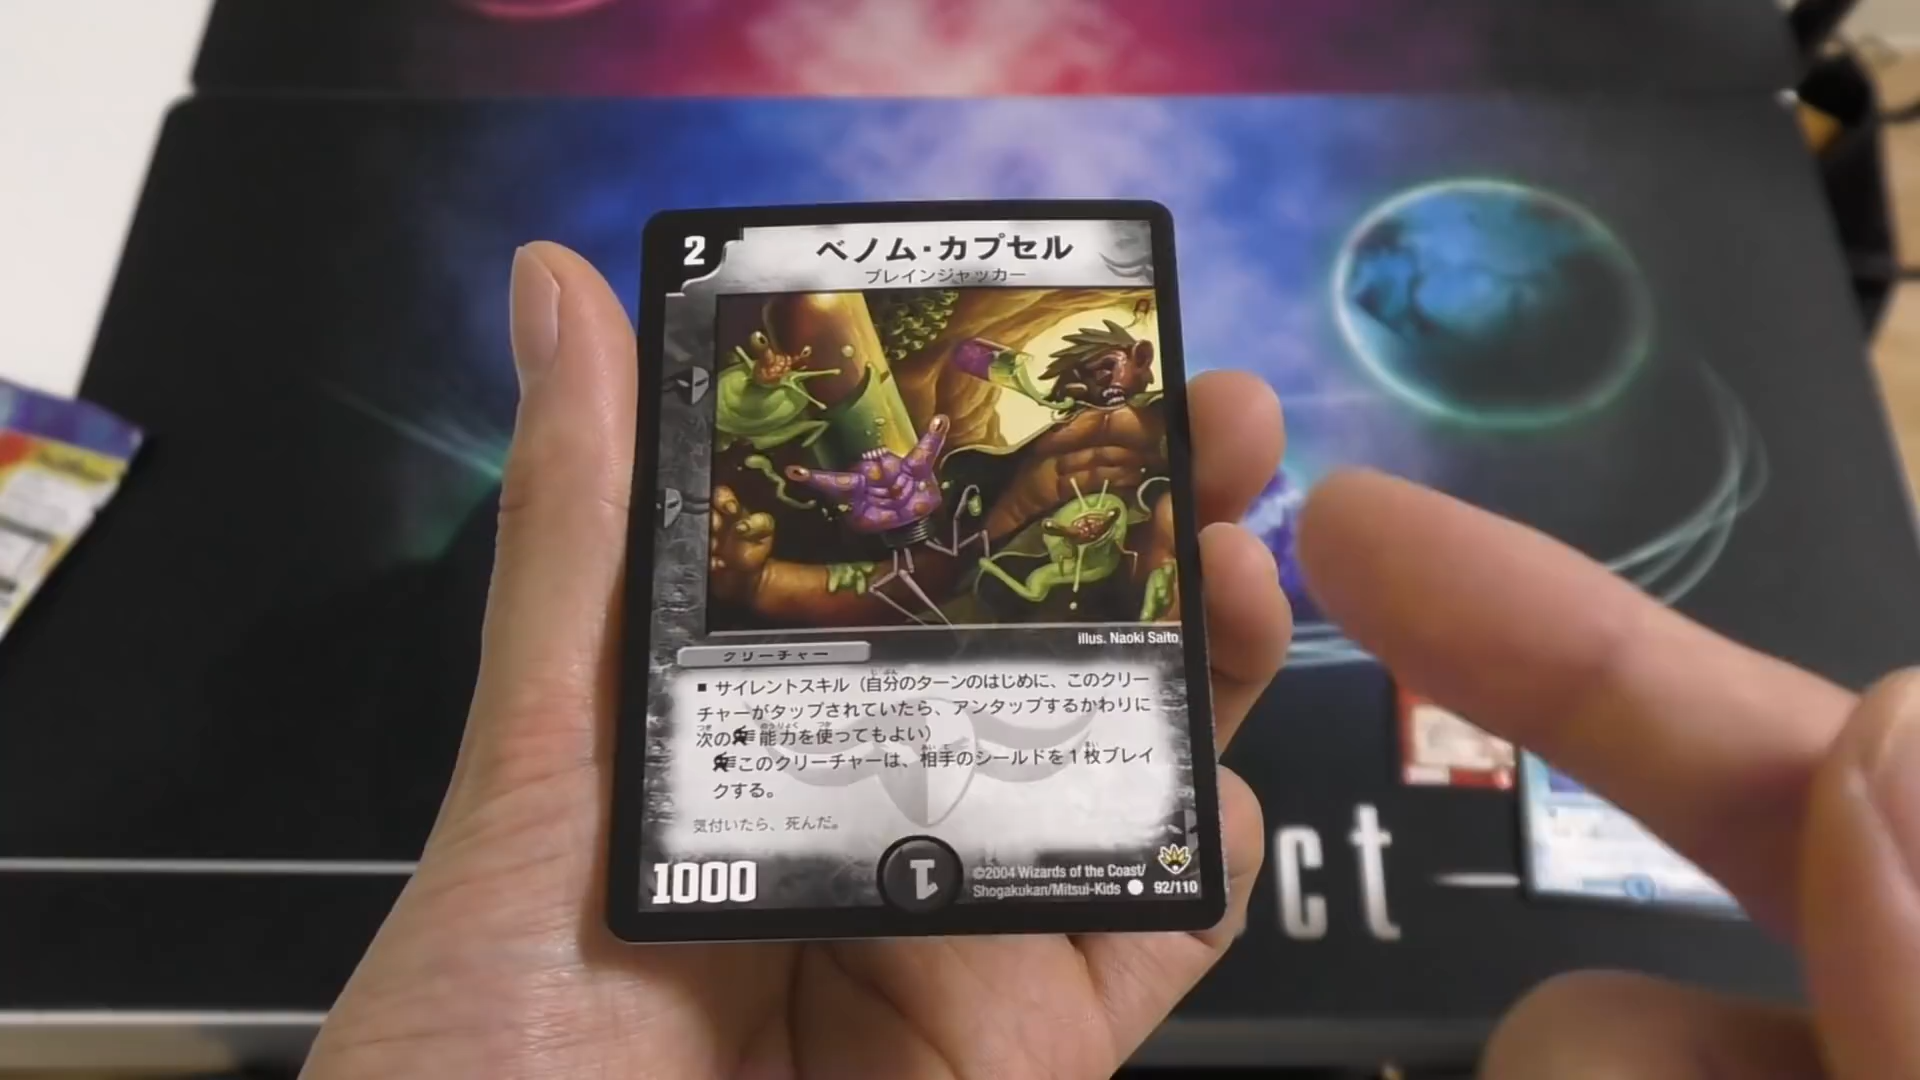 2
ベノム・カプセル
ブレインジャッカー
illus. Naoki Saito
クリーチャー
■ サイレントスキル（自分のターンのはじめに、このクリー
チャーがタップされていたら、アンタップするかわりに
次の能力を使ってもよい）
このクリーチャーは、相手のシールドを1枚ブレイ
クする。
気付いたら、死んだ。
1000
1
©2004 Wizards of the Coast/
Shogakukan/Mitsui-Kids
92/110
ct